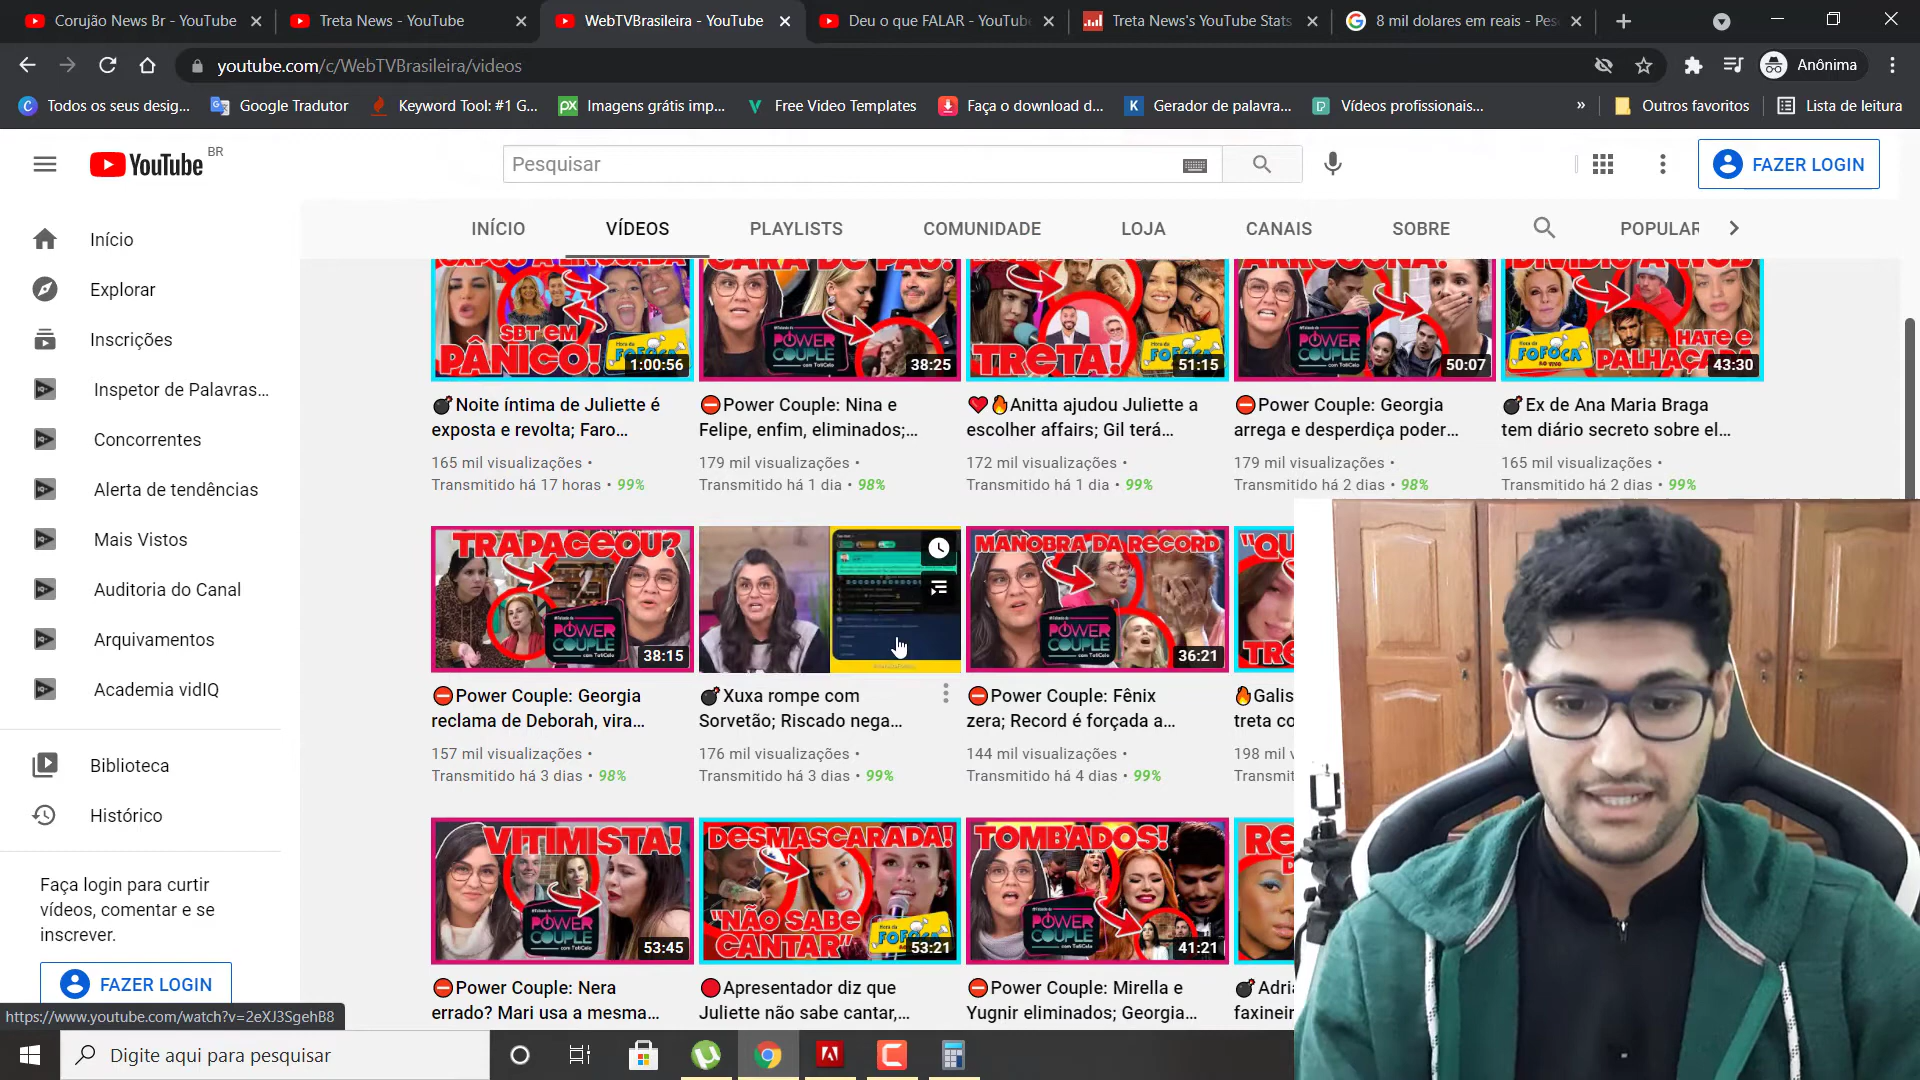 Corujão News Br - YouTube
Treta News - YouTube
WebTVBrasileira - YouTube
Deu o que FALAR - YouTube
Treta News's YouTube Stats
8 mil dolares em reais - Pes
youtube.com/c/WebTVBrasileira/videos
Anônima
Todos os seus desig...
Google Tradutor
Keyword Tool: #1 G...
Imagens grátis imp...
Free Video Templates
Faça o download d...
Gerador de palavra...
Vídeos profissionais...
»
Outros favoritos
Lista de leitura
YouTube BR
Pesquisar
FAZER LOGIN
INÍCIO
VÍDEOS
PLAYLISTS
COMUNIDADE
LOJA
CANAIS
SOBRE
POPULAR
Início
Explorar
Inscrições
Inspetor de Palavras...
Concorrentes
Alerta de tendências
Mais Vistos
Auditoria do Canal
Arquivamentos
Academia vidIQ
Biblioteca
Histórico
Faça login para curtir
vídeos, comentar e se
inscrever.
FAZER LOGIN
SBT EM
PÂNICO!
1:00:56
CARA DE PAU!
POWER
COUPLE
38:25
TRETA!
51:15
POWER
COUPLE
50:07
DIVIDIU A WEB
HATE E
PALHAÇADA
FOFOCA
43:30
💣Noite íntima de Juliette é
exposta e revolta; Faro...
165 mil visualizações •
Transmitido há 17 horas • 99%
⛔Power Couple: Nina e
Felipe, enfim, eliminados;...
179 mil visualizações •
Transmitido há 1 dia • 98%
❤️🔥Anitta ajudou Juliette a
escolher affairs; Gil terá...
172 mil visualizações •
Transmitido há 1 dia • 99%
⛔Power Couple: Georgia
arrega e desperdiça poder...
179 mil visualizações •
Transmitido há 2 dias • 98%
💣Ex de Ana Maria Braga
tem diário secreto sobre el...
165 mil visualizações •
Transmitido há 2 dias • 99%
TRAPACEOU?
POWER
COUPLE
38:15
MANOBRA DA RECORD
POWER
COUPLE
36:21
⛔Power Couple: Georgia
reclama de Deborah, vira...
157 mil visualizações •
Transmitido há 3 dias • 98%
💣Xuxa rompe com
Sorvetão; Riscado nega...
176 mil visualizações •
Transmitido há 3 dias • 99%
⛔Power Couple: Fênix
zera; Record é forçada a...
144 mil visualizações •
Transmitido há 4 dias • 99%
🔥Galis
treta co
198 mil
Transmi
VITIMISTA!
POWER
COUPLE
53:45
DESMASCARADA!
"NÃO SABE
CANTAR"
FOFOCA
53:21
TOMBADOS!
POWER
COUPLE
41:21
⛔Power Couple: Nera
errado? Mari usa a mesma...
🔴Apresentador diz que
Juliette não sabe cantar,...
⛔Power Couple: Mirella e
Yugnir eliminados; Georgia...
💣Adri
faxinei
https://www.youtube.com/watch?v=2eXJ3SgehB8
Digite aqui para pesquisar